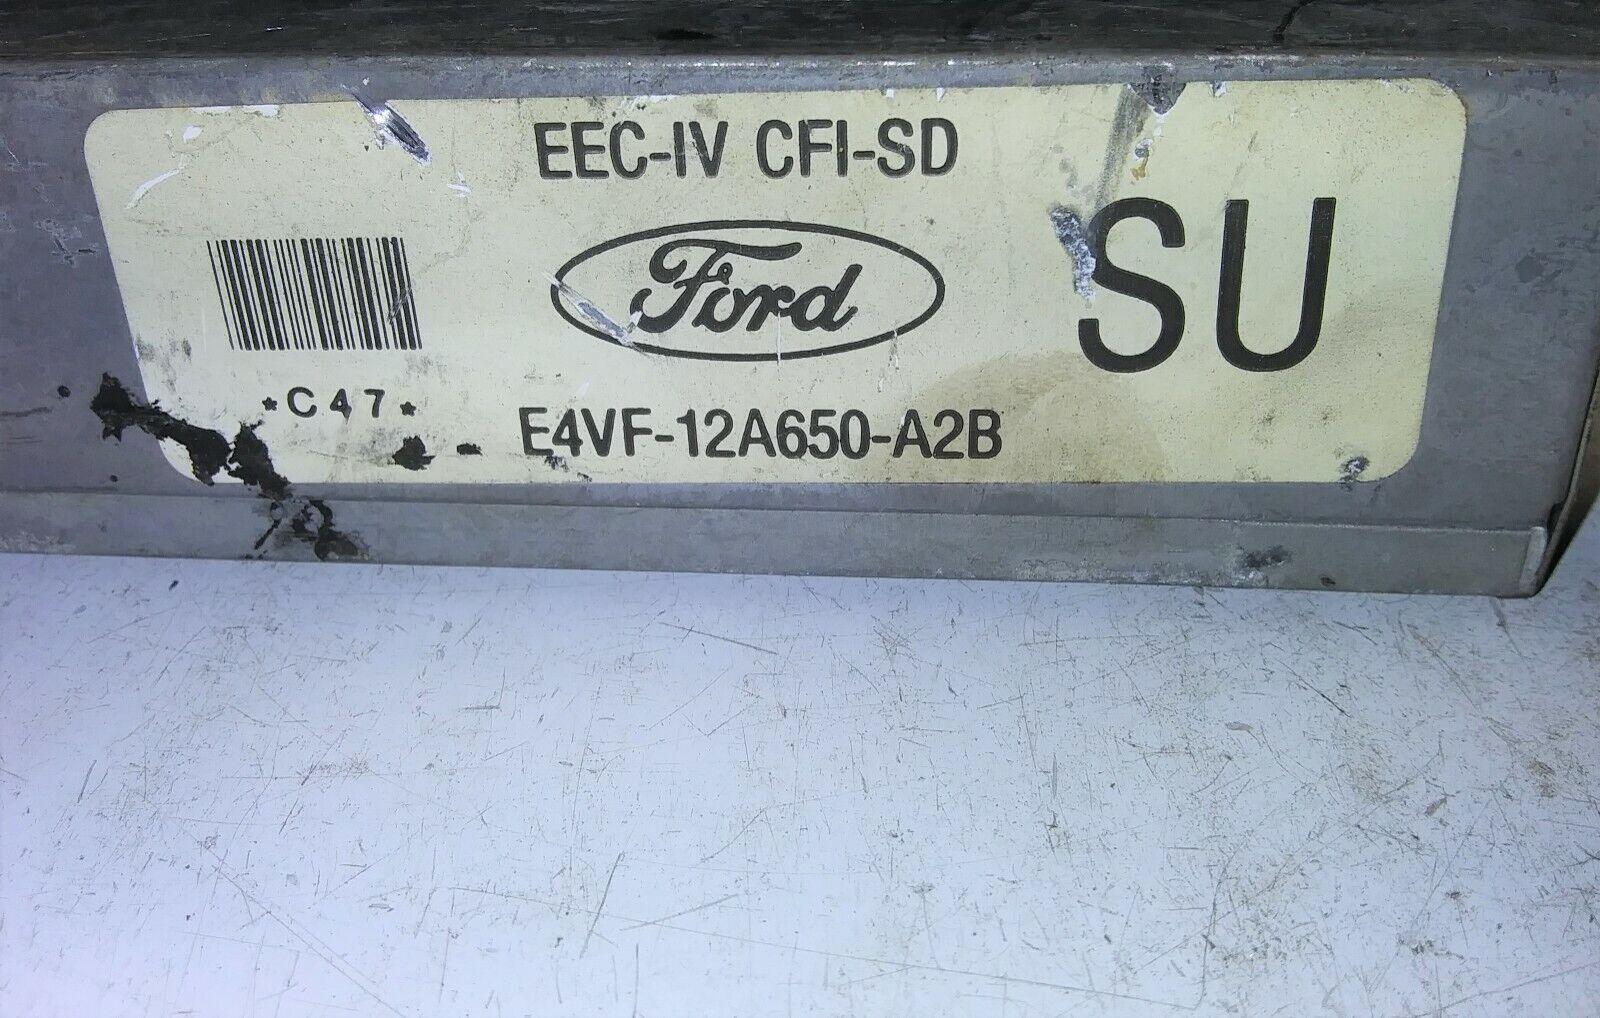 EEC-IV CFI-SD
Ford
SU
*C47*
E4VF-12A650-A2B